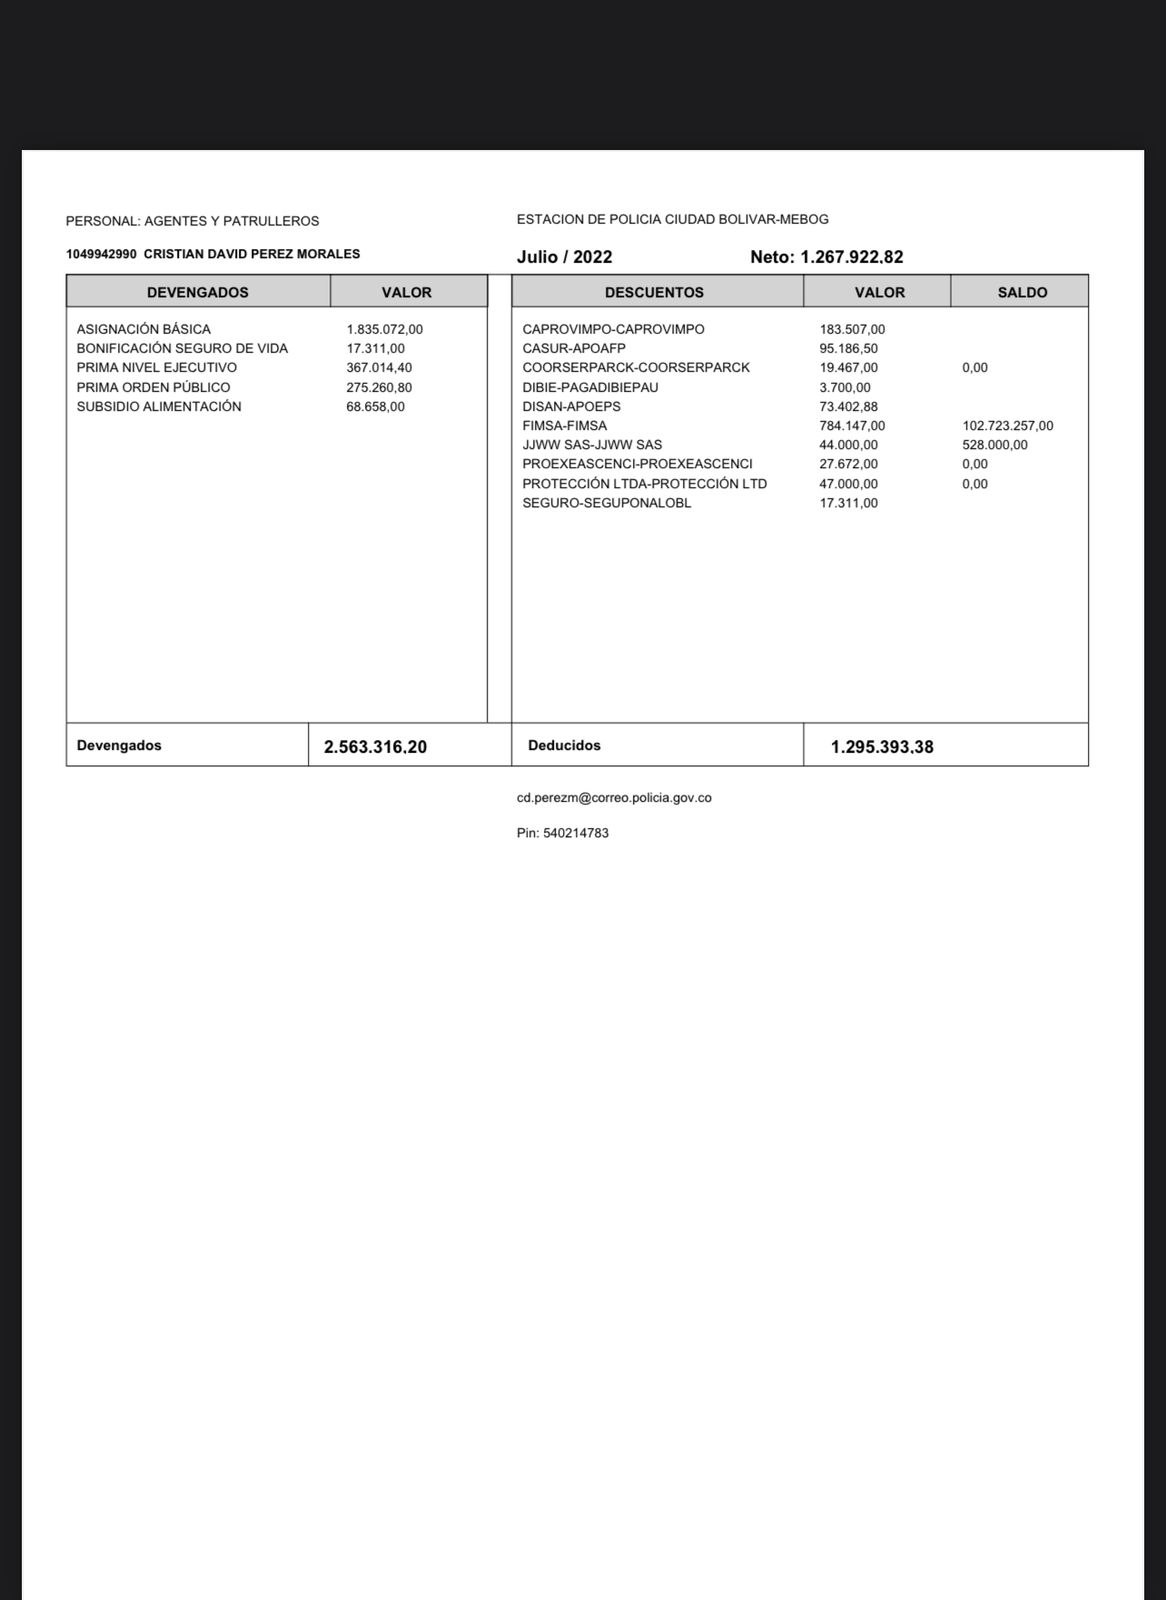 PERSONAL: AGENTES Y PATRULLEROS
ESTACION DE POLICIA CIUDAD BOLIVAR-MEBOG
1049942990 CRISTIAN DAVID PEREZ MORALES
Julio / 2022 Neto: 1.267.922,82
DEVENGADOS VALOR DESCUENTOS VALOR SALDO
ASIGNACIÓN BÁSICA 1.835.072,00
BONIFICACIÓN SEGURO DE VIDA 17.311,00
PRIMA NIVEL EJECUTIVO 367.014,40
PRIMA ORDEN PÚBLICO 275.260,80
SUBSIDIO ALIMENTACIÓN 68.658,00
CAPROVIMPO-CAPROVIMPO 183.507,00
CASUR-APOAFP 95.186,50
COORSERPARCK-COORSERPARCK 19.467,00 0,00
DIBIE-PAGADIBIEPAU 3.700,00
DISAN-APOEPS 73.402,88
FIMSA-FIMSA 784.147,00 102.723.257,00
JJWW SAS-JJWW SAS 44.000,00 528.000,00
PROEXEASCENCI-PROEXEASCENCI 27.672,00 0,00
PROTECCIÓN LTDA-PROTECCIÓN LTD 47.000,00 0,00
SEGURO-SEGUPONALOBL 17.311,00
Devengados 2.563.316,20 Deducidos 1.295.393,38
cd.perezm@correo.policia.gov.co
Pin: 540214783